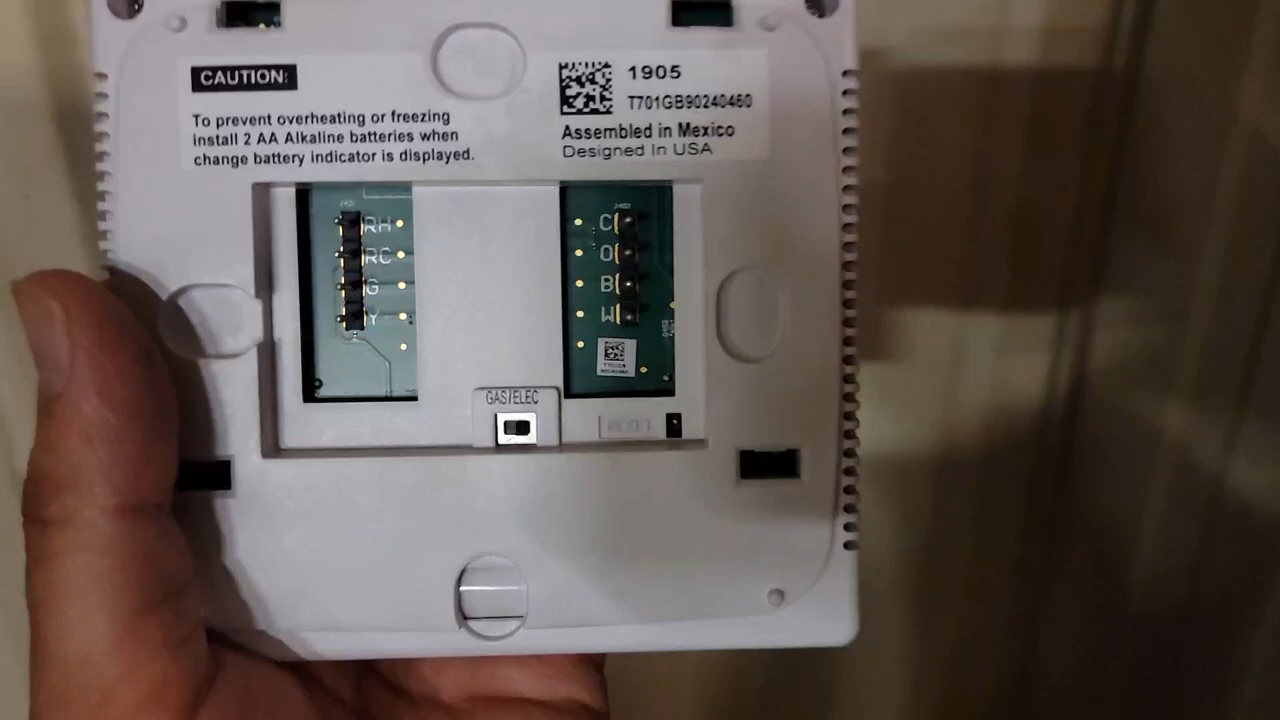 CAUTION:
To prevent overheating or freezing
install 2 AA Alkaline batteries when
change battery indicator is displayed.
1905
T701GB90240460
Assembled in Mexico
Designed In USA
RH
RC
G
Y
C
O
B
W
GAS/ELEC
RESET